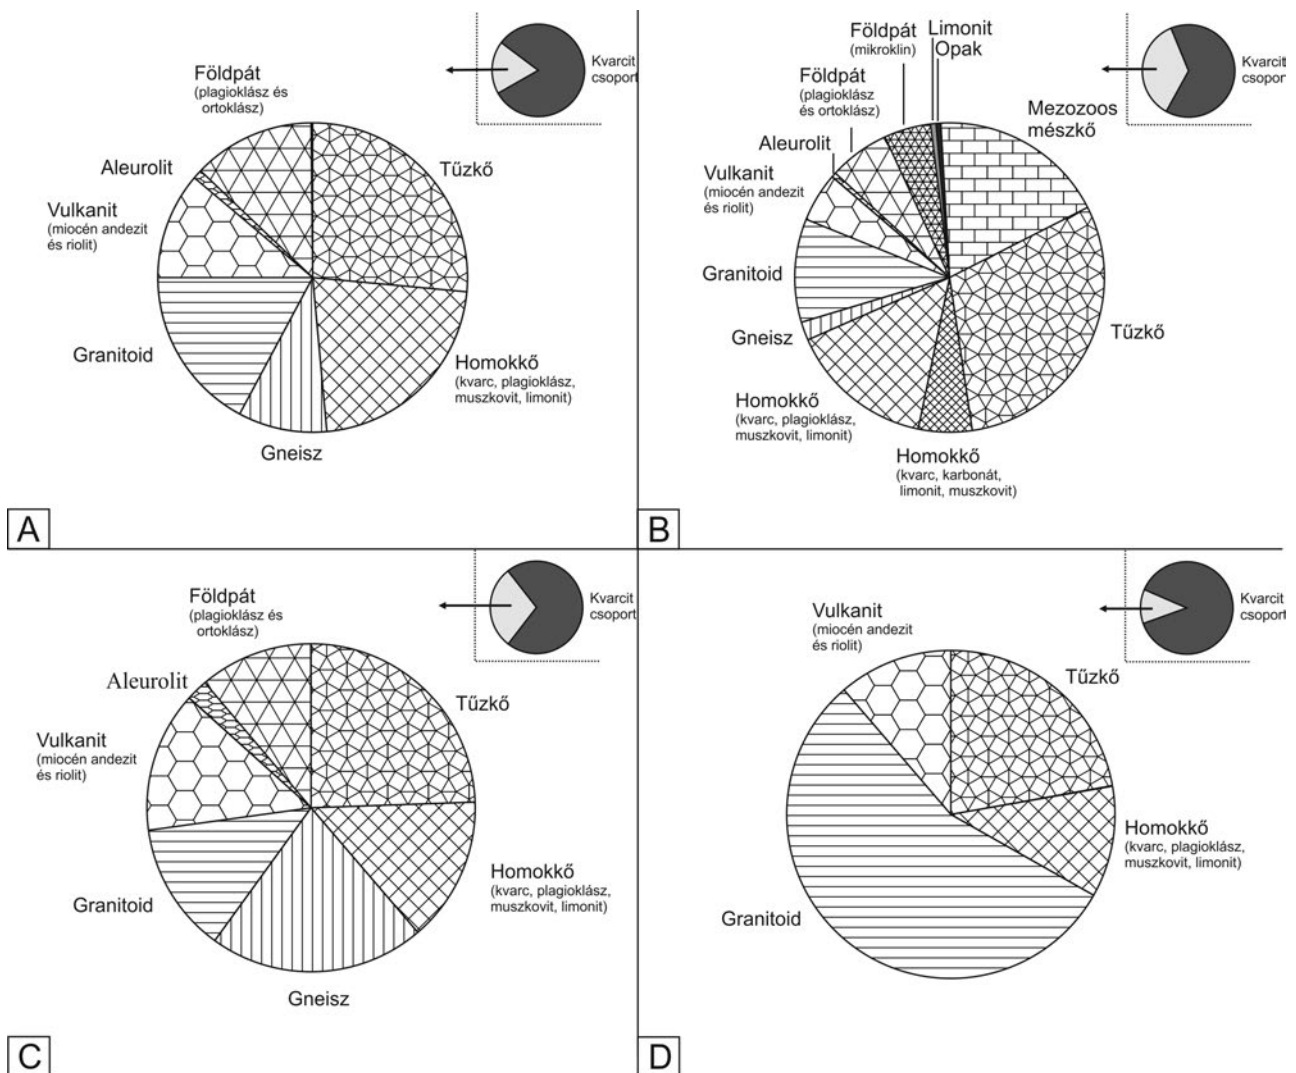 Kvarcit
csoport
Földpát
(plagioklász és
ortoklász)
Aleurolit
Tűzkő
Vulkanit
(miocén andezit
és riolit)
Granitoid
Homokkő
(kvarc, plagioklász,
muszkovit, limonit)
Gneisz
A
Földpát
(mikroklin)
Limonit
Opak
Kvarcit
csoport
Földpát
(plagioklász
és ortoklász)
Mezozoos
mészkő
Aleurolit
Vulkanit
(miocén andezit
és riolit)
Granitoid
Tűzkő
Gneisz
Homokkő
(kvarc, plagioklász,
muszkovit, limonit)
Homokkő
(kvarc, karbonát,
limonit, muszkovit)
B
Kvarcit
csoport
Földpát
(plagioklász és
ortoklász)
Aleurolit
Tűzkő
Vulkanit
(miocén andezit
és riolit)
Homokkő
(kvarc, plagioklász,
muszkovit, limonit)
Granitoid
Gneisz
C
Kvarcit
csoport
Vulkanit
(miocén andezit
és riolit)
Tűzkő
Homokkő
(kvarc, plagioklász,
muszkovit, limonit)
Granitoid
D